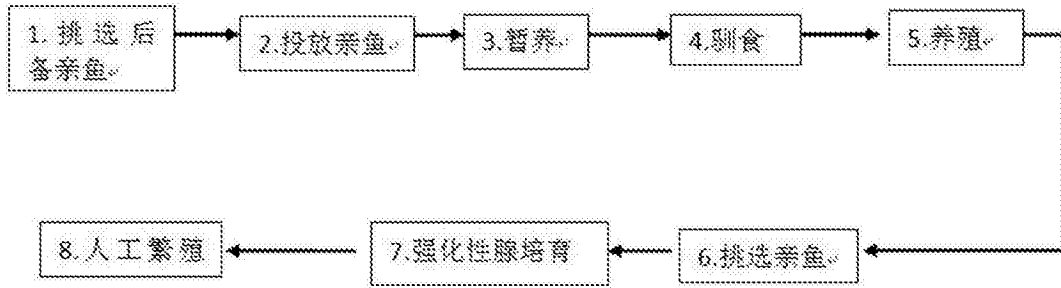 1. 挑选后
备亲鱼
2.投放亲鱼
3.暂养
4.驯食
5.养殖
6.挑选亲鱼
7.强化性腺培育
8.人工繁殖